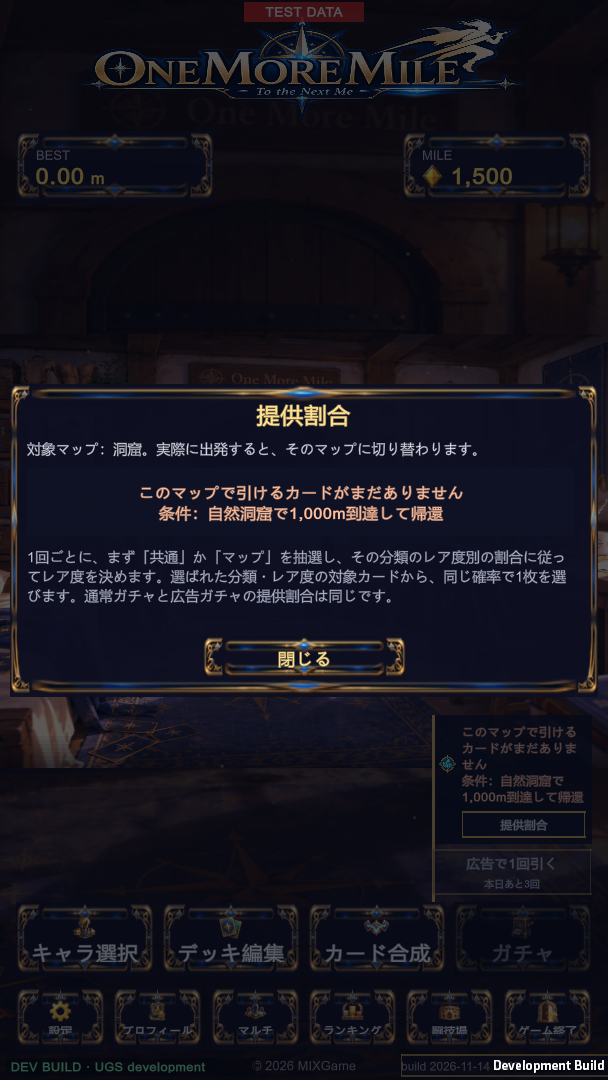 TEST DATA
ONE MORE MILE
To the Next Me
One More Mile
BEST
0.00 m
MILE
1,500
One More Mile
提供割合
対象マップ: 洞窟。実際に出発すると、そのマップに切り替わります。
このマップで引けるカードがまだありません
条件: 自然洞窟で1,000m到達して帰還
1回ごとに、まず「共通」か「マップ」を抽選し、その分類のレア度別の割合に従っ
てレア度を決めます。選ばれた分類・レア度の対象カードから、同じ確率で1枚を選
びます。通常ガチャと広告ガチャの提供割合は同じです。
閉じる
このマップで引ける
カードがまだありま
せん
条件: 自然洞窟で
1,000m到達して帰還
提供割合
広告で1回引く
本日あと3回
キャラ選択
デッキ編集
カード合成
ガチャ
設定
プロフィール
マルチ
ランキング
闘技場
ゲーム終了
DEV BUILD · UGS development
© 2026 MIXGame
build 2026-11-14
Development Build